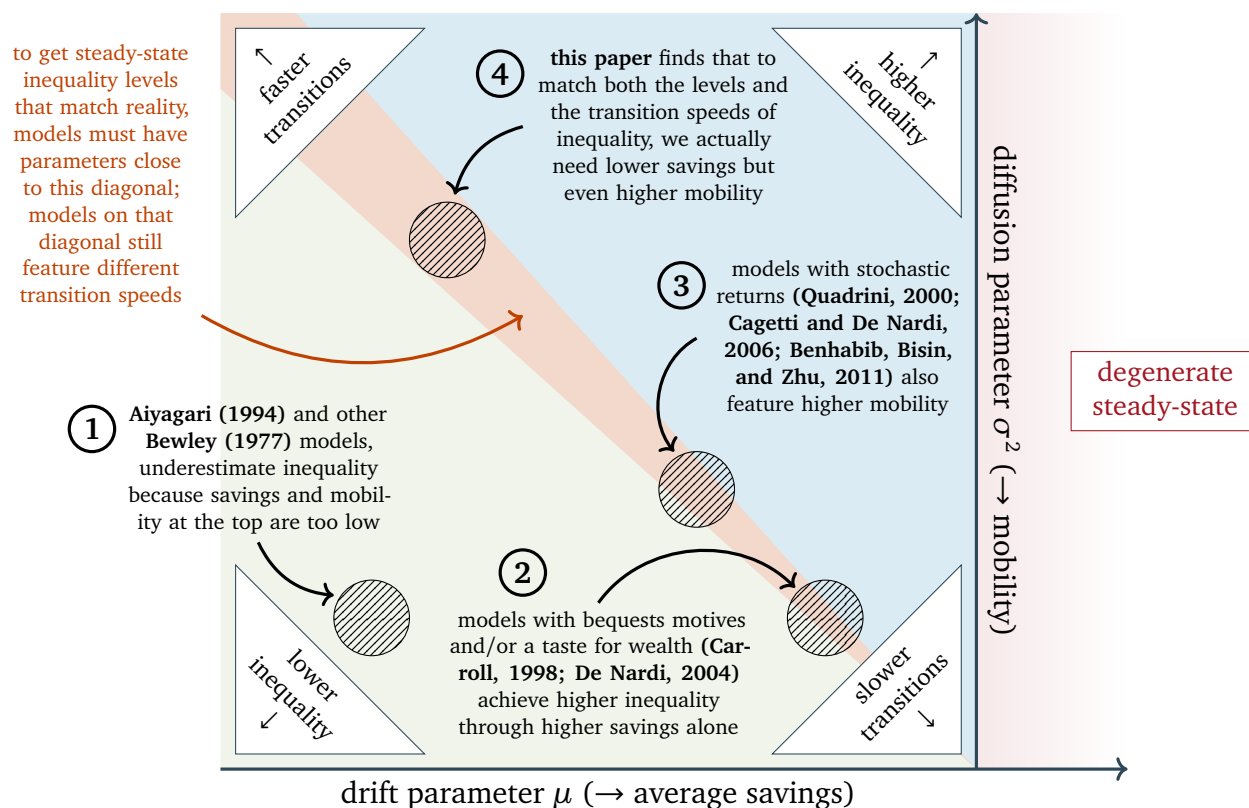 to get steady-state
inequality levels
that match reality,
models must have
parameters close
to this diagonal;
models on that
diagonal still
feature different
transition speeds
↑
faster
transitions
4
this paper finds that to
match both the levels and
the transition speeds of
inequality, we actually
need lower savings but
even higher mobility
↑
higher
inequality
3
models with stochastic
returns (Quadrini, 2000;
Cagetti and De Nardi,
2006; Benhabib, Bisin,
and Zhu, 2011) also
feature higher mobility
diffusion parameter σ² (→ mobility)
degenerate
steady-state
1
Aiyagari (1994) and other
Bewley (1977) models,
underestimate inequality
because savings and mobil-
ity at the top are too low
2
models with bequests motives
and/or a taste for wealth (Car-
roll, 1998; De Nardi, 2004)
achieve higher inequality
through higher savings alone
lower
inequality
↓
slower
transitions
↓
drift parameter μ (→ average savings)